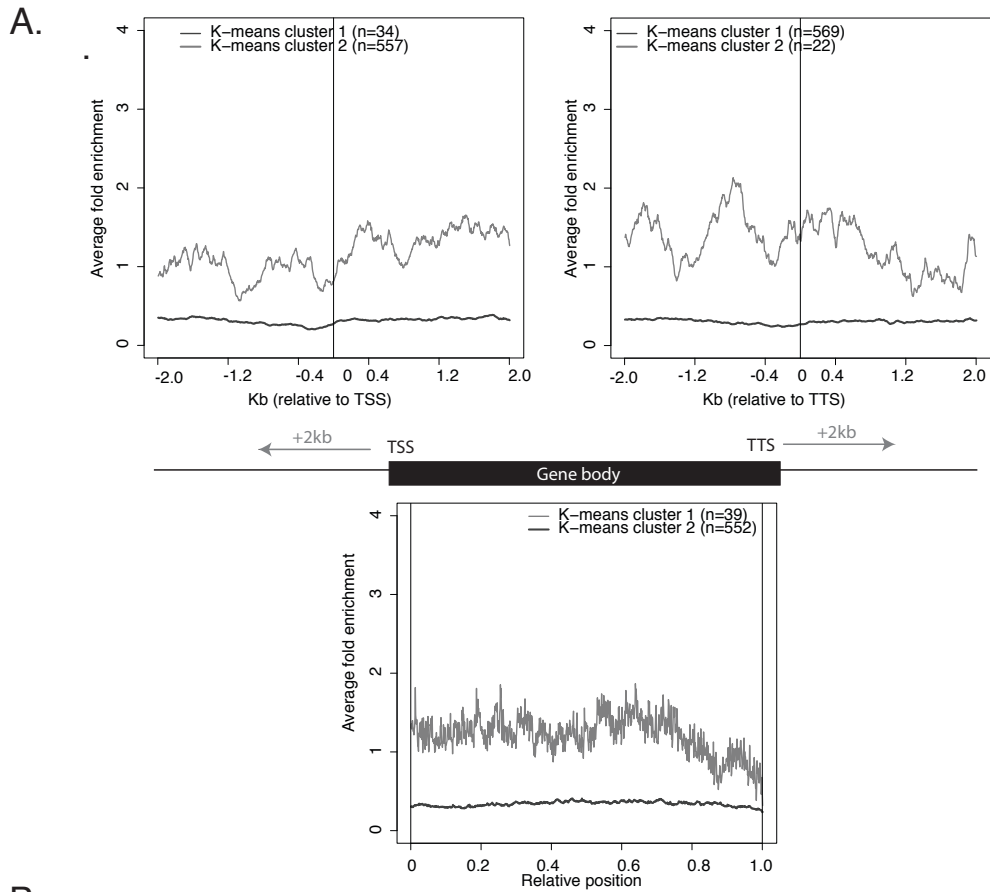 A.
K-means cluster 1 (n=34)
K-means cluster 2 (n=557)
4
3
2
1
0
Average fold enrichment
-2.0 -1.2 -0.4 0 0.4 1.2 2.0
Kb (relative to TSS)
K-means cluster 1 (n=569)
K-means cluster 2 (n=22)
4
3
2
1
0
Average fold enrichment
-2.0 -1.2 -0.4 0 0.4 1.2 2.0
Kb (relative to TTS)
+2kb
TSS
TTS
+2kb
Gene body
K-means cluster 1 (n=39)
K-means cluster 2 (n=552)
4
3
2
1
0
Average fold enrichment
0 0.2 0.4 0.6 0.8 1.0
Relative position